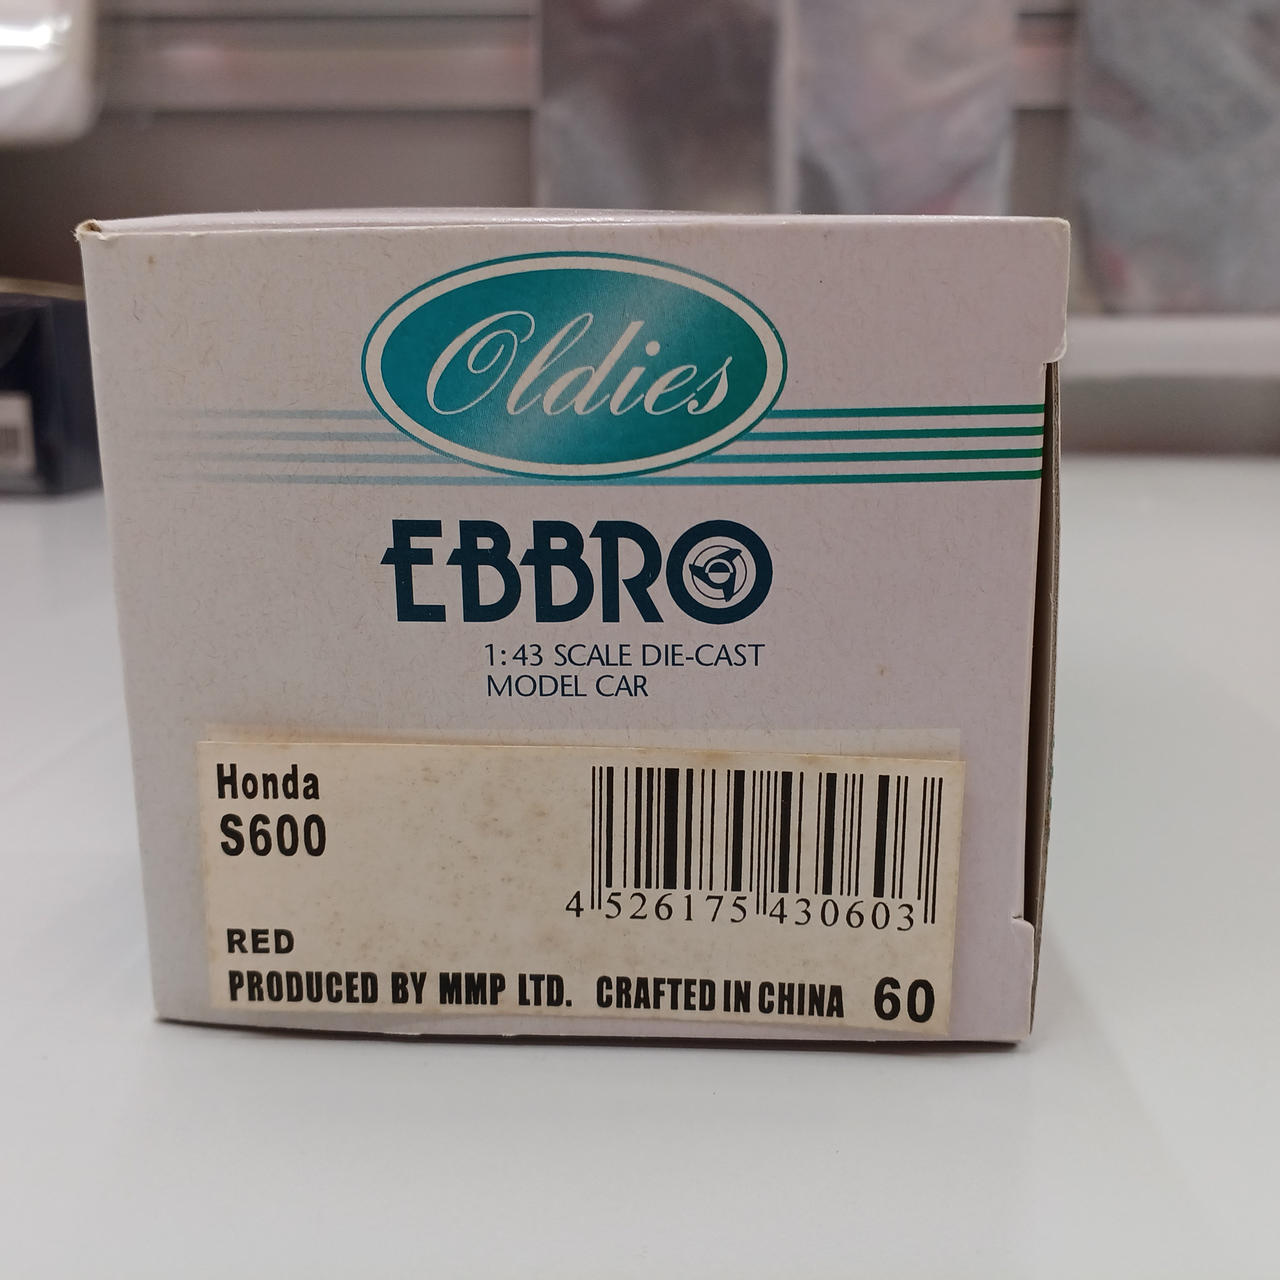 Oldies
EBBRO
1:43 SCALE DIE-CAST
MODEL CAR
Honda
S600
4 526175 430603
RED
PRODUCED BY MMP LTD. CRAFTED IN CHINA 60